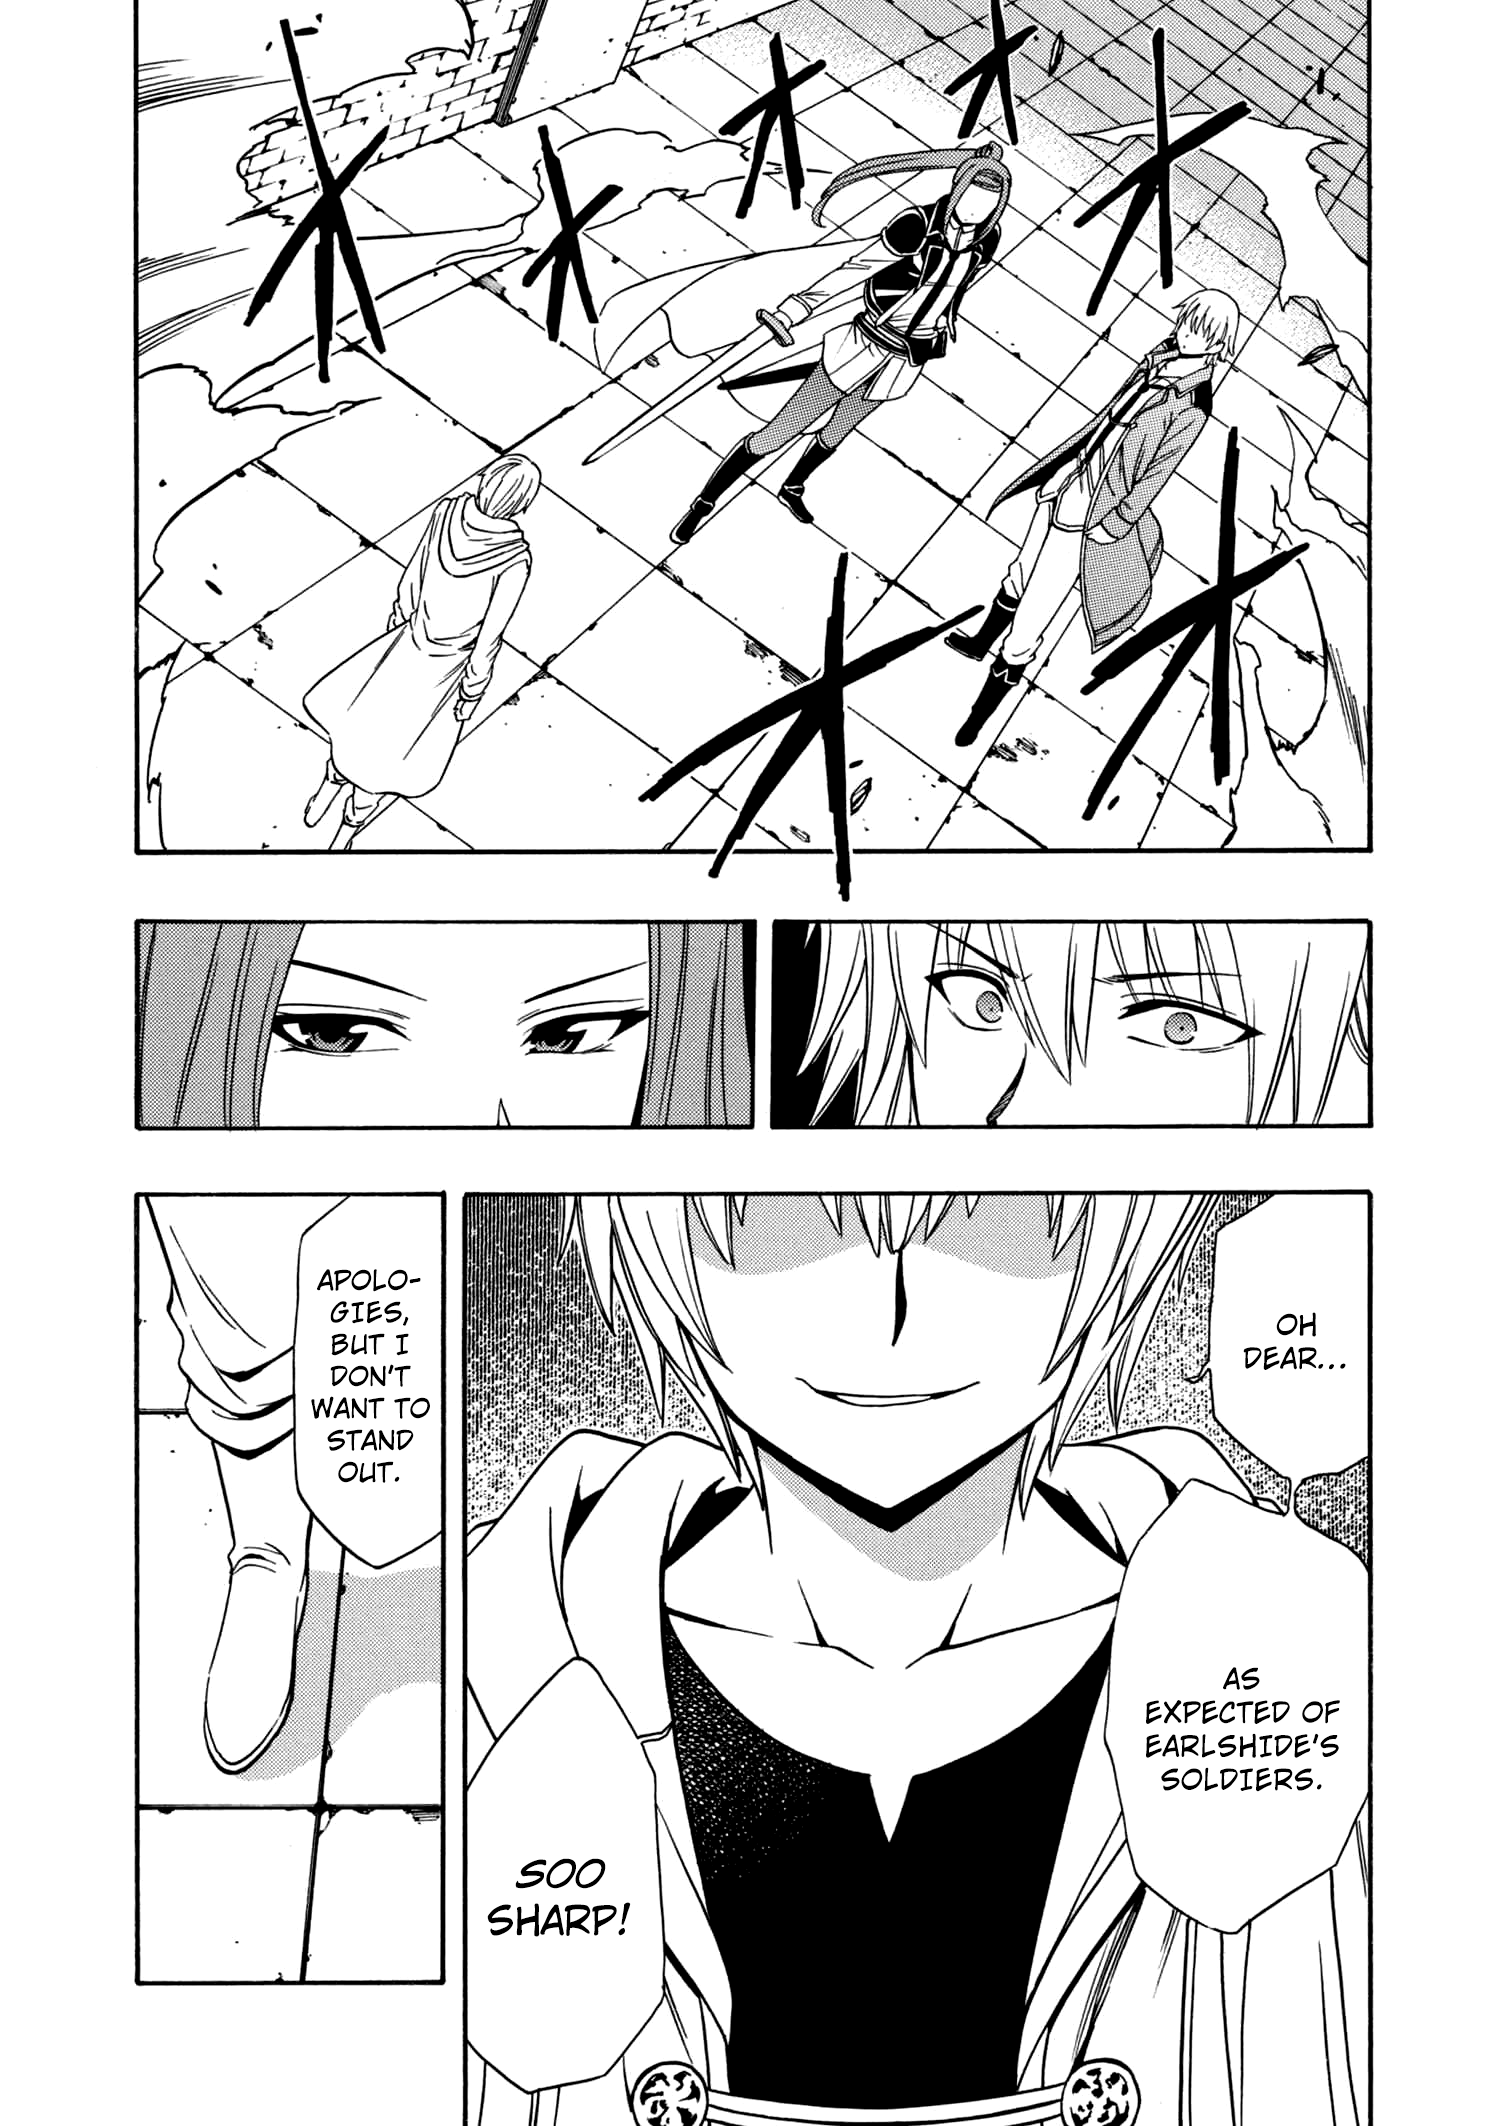 OH
DEAR...
AS
EXPECTED OF
EARLSHIDE'S
SOLDIERS.
SOO
SHARP!
APOLO-
GIES,
BUT I
DON'T
WANT TO
STAND
OUT.